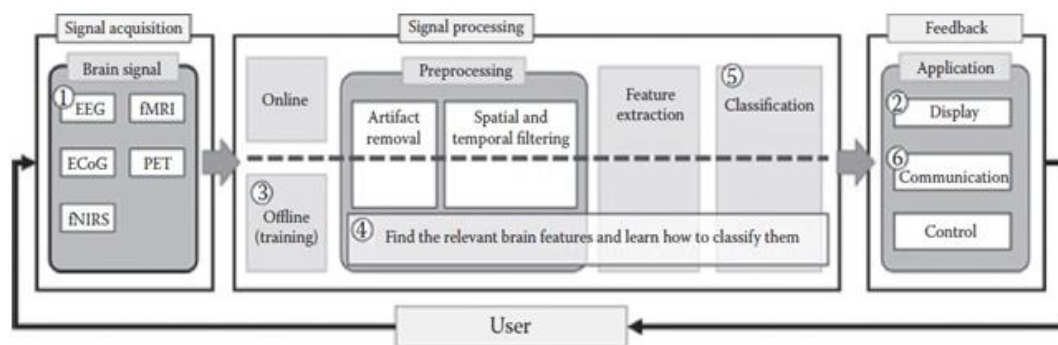 Signal acquisition
Brain signal
①
EEG
fMRI
ECoG
PET
fNIRS
Signal processing
Online
③
Offline
(training)
Preprocessing
Artifact
removal
Spatial and
temporal filtering
④ Find the relevant brain features and learn how to classify them
Feature
extraction
⑤
Classification
Feedback
Application
②
Display
⑥
Communication
Control
User